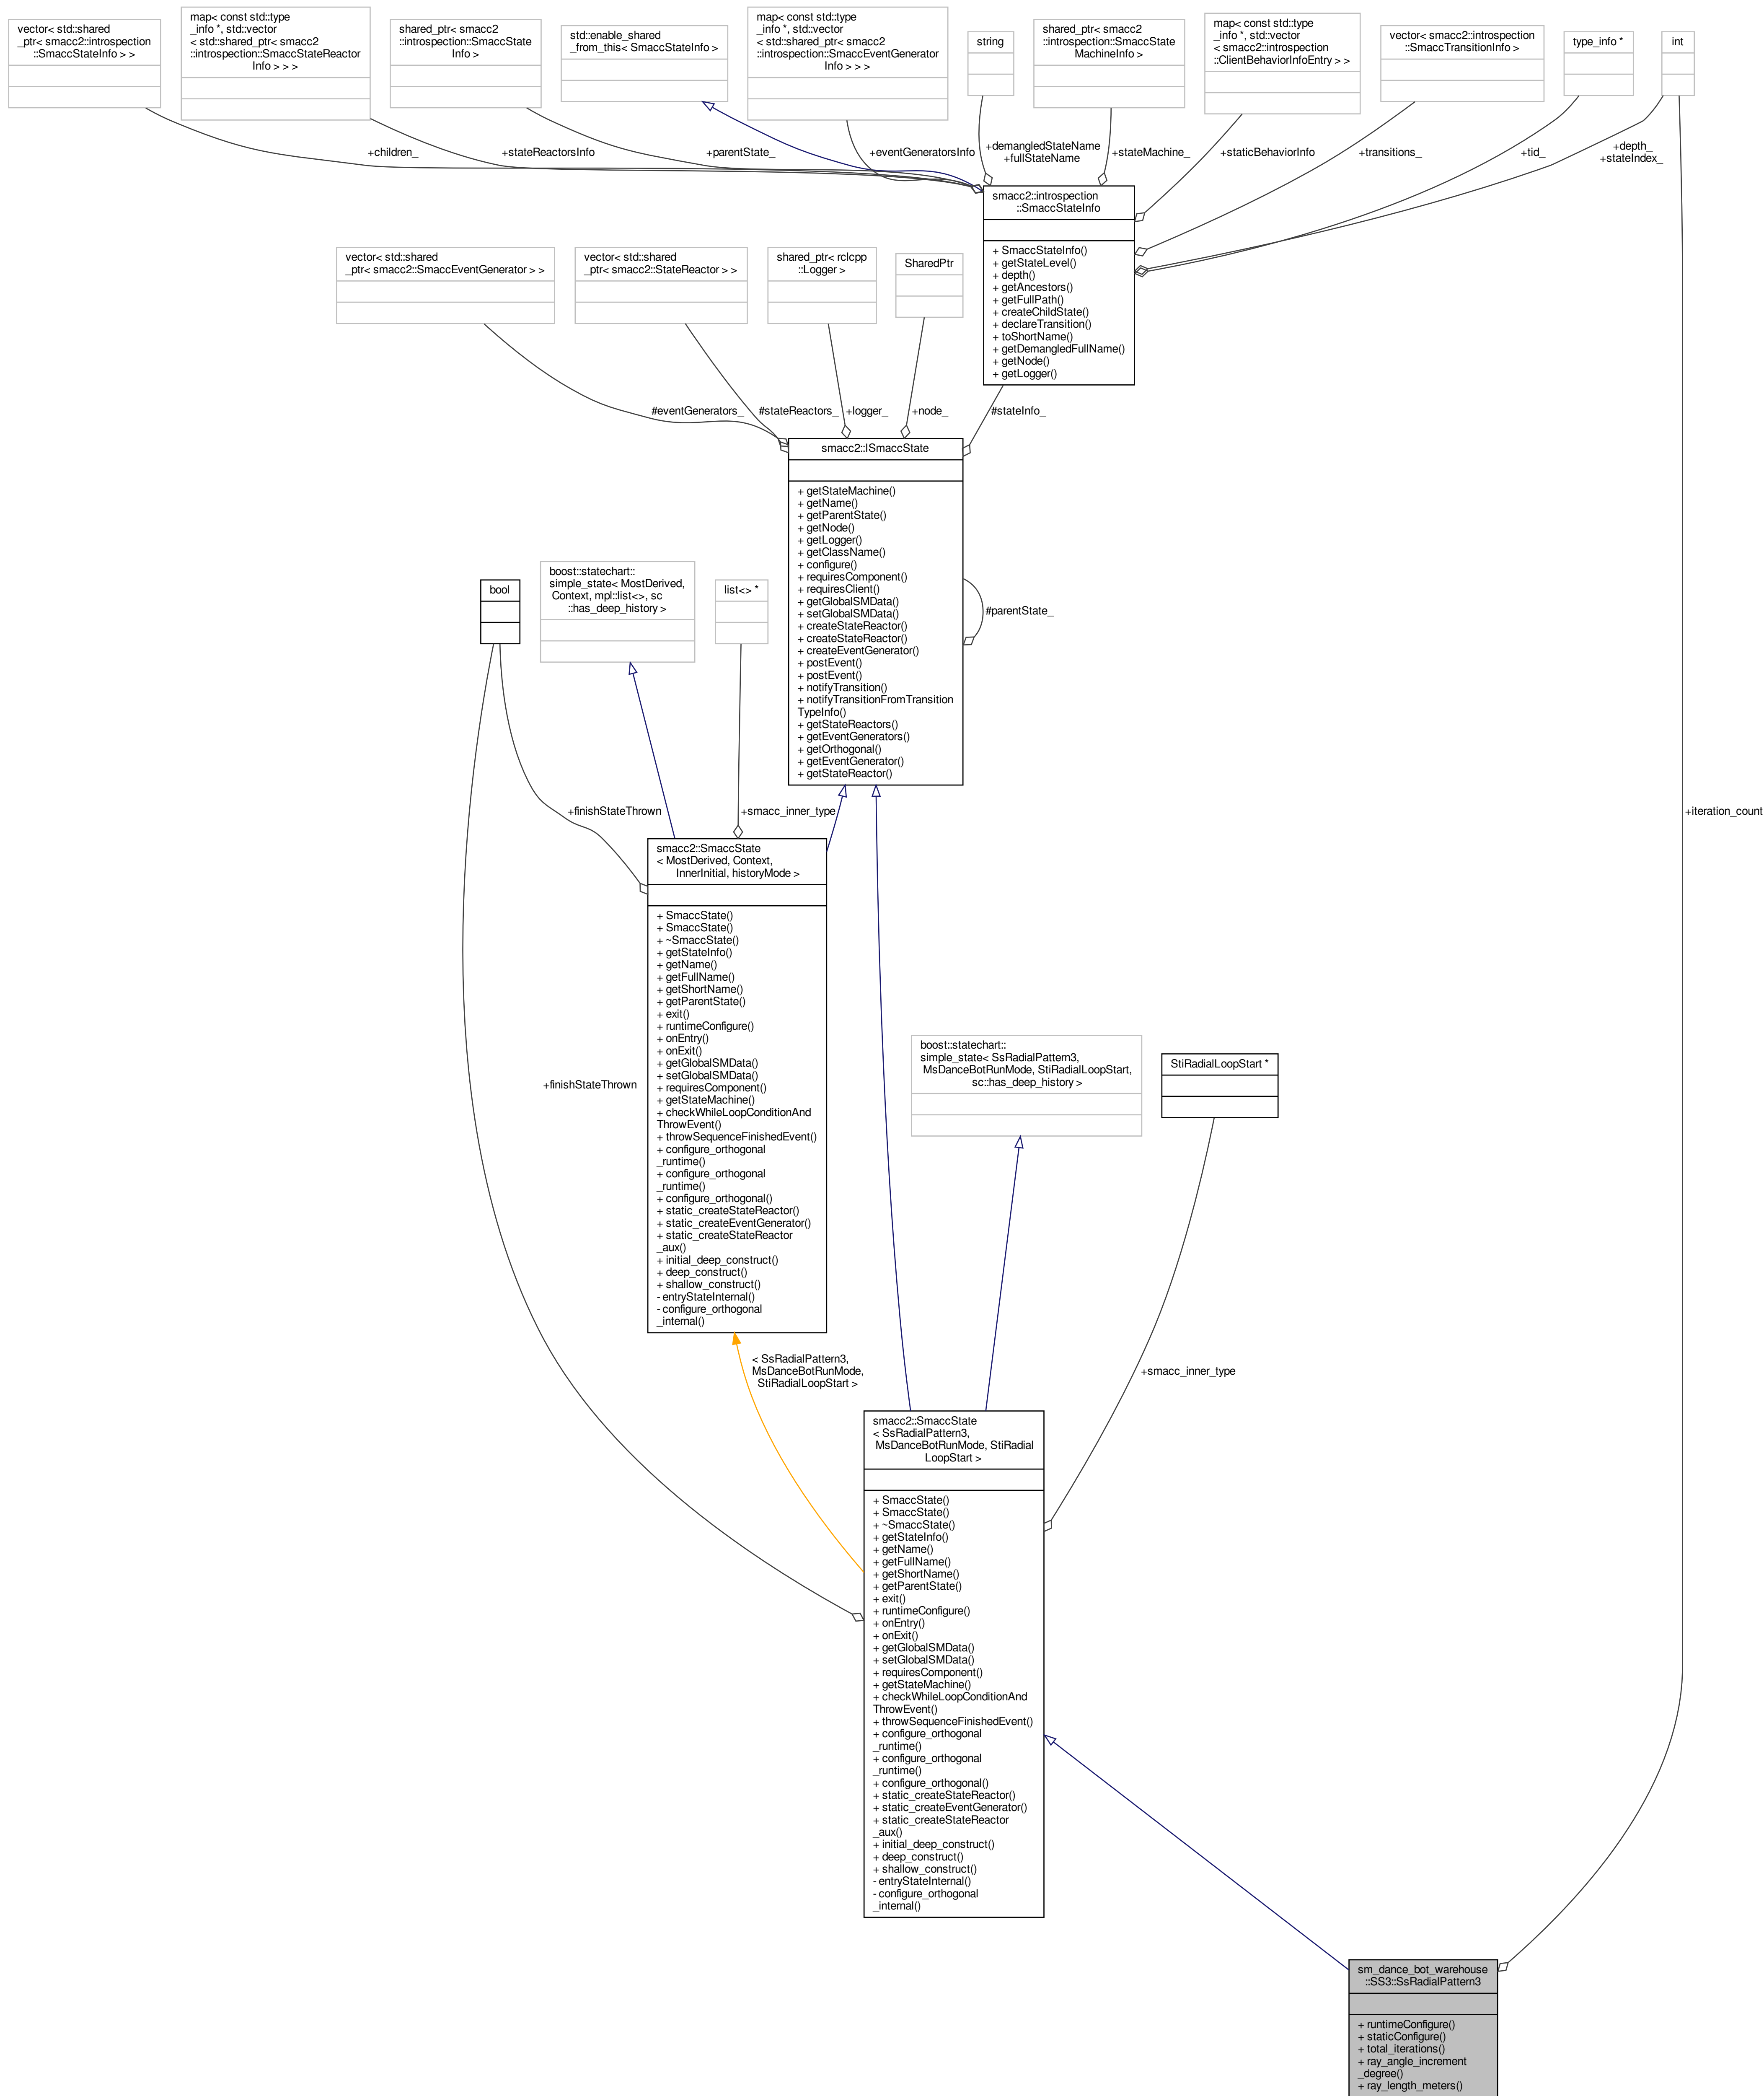 vector< std::shared
_ptr< smacc2::introspection
::SmaccStateInfo > >
map< const std::type
_info *, std::vector
< std::shared_ptr< smacc2
::introspection::SmaccStateReactor
Info > > >
shared_ptr< smacc2
::introspection::SmaccState
Info >
std::enable_shared
_from_this< SmaccStateInfo >
map< const std::type
_info *, std::vector
< std::shared_ptr< smacc2
::introspection::SmaccEventGenerator
Info > > >
string
shared_ptr< smacc2
::introspection::SmaccState
MachineInfo >
map< const std::type
_info *, std::vector
< smacc2::introspection
::ClientBehaviorInfoEntry > >
vector< smacc2::introspection
::SmaccTransitionInfo >
type_info *
int
+children_
+stateReactorsInfo
+parentState_
+eventGeneratorsInfo
+demangledStateName
+fullStateName
+stateMachine_
+staticBehaviorInfo
+transitions_
+tid_
+depth_
+stateIndex_
smacc2::introspection
::SmaccStateInfo
+ SmaccStateInfo()
+ getStateLevel()
+ depth()
+ getAncestors()
+ getFullPath()
+ createChildState()
+ declareTransition()
+ toShortName()
+ getDemangledFullName()
+ getNode()
+ getLogger()
vector< std::shared
_ptr< smacc2::SmaccEventGenerator > >
vector< std::shared
_ptr< smacc2::StateReactor > >
shared_ptr< rclcpp
::Logger >
SharedPtr
#eventGenerators_
#stateReactors_
+logger_
+node_
#stateInfo_
smacc2::ISmaccState
+ getStateMachine()
+ getName()
+ getParentState()
+ getNode()
+ getLogger()
+ getClassName()
+ configure()
+ requiresComponent()
+ requiresClient()
+ getGlobalSMData()
+ setGlobalSMData()
+ createStateReactor()
+ createStateReactor()
+ createEventGenerator()
+ postEvent()
+ postEvent()
+ notifyTransition()
+ notifyTransitionFromTransition
TypeInfo()
+ getStateReactors()
+ getEventGenerators()
+ getOrthogonal()
+ getEventGenerator()
+ getStateReactor()
#parentState_
bool
boost::statechart::
simple_state< MostDerived,
Context, mpl::list<>, sc
::has_deep_history >
list<> *
+finishStateThrown
+smacc_inner_type
+iteration_count
smacc2::SmaccState
< MostDerived, Context,
InnerInitial, historyMode >
+ SmaccState()
+ SmaccState()
+ ~SmaccState()
+ getStateInfo()
+ getName()
+ getFullName()
+ getShortName()
+ getParentState()
+ exit()
+ runtimeConfigure()
+ onEntry()
+ onExit()
+ getGlobalSMData()
+ setGlobalSMData()
+ requiresComponent()
+ getStateMachine()
+ checkWhileLoopConditionAnd
ThrowEvent()
+ throwSequenceFinishedEvent()
+ configure_orthogonal
_runtime()
+ configure_orthogonal
_runtime()
+ configure_orthogonal()
+ static_createStateReactor()
+ static_createEventGenerator()
+ static_createStateReactor
_aux()
+ initial_deep_construct()
+ deep_construct()
+ shallow_construct()
- entryStateInternal()
- configure_orthogonal
_internal()
+finishStateThrown
boost::statechart::
simple_state< SsRadialPattern3,
MsDanceBotRunMode, StiRadialLoopStart,
sc::has_deep_history >
StiRadialLoopStart *
< SsRadialPattern3,
MsDanceBotRunMode,
StiRadialLoopStart >
+smacc_inner_type
smacc2::SmaccState
< SsRadialPattern3,
MsDanceBotRunMode, StiRadial
LoopStart >
+ SmaccState()
+ SmaccState()
+ ~SmaccState()
+ getStateInfo()
+ getName()
+ getFullName()
+ getShortName()
+ getParentState()
+ exit()
+ runtimeConfigure()
+ onEntry()
+ onExit()
+ getGlobalSMData()
+ setGlobalSMData()
+ requiresComponent()
+ getStateMachine()
+ checkWhileLoopConditionAnd
ThrowEvent()
+ throwSequenceFinishedEvent()
+ configure_orthogonal
_runtime()
+ configure_orthogonal
_runtime()
+ configure_orthogonal()
+ static_createStateReactor()
+ static_createEventGenerator()
+ static_createStateReactor
_aux()
+ initial_deep_construct()
+ deep_construct()
+ shallow_construct()
- entryStateInternal()
- configure_orthogonal
_internal()
sm_dance_bot_warehouse
::SS3::SsRadialPattern3
+ runtimeConfigure()
+ staticConfigure()
+ total_iterations()
+ ray_angle_increment
_degree()
+ ray_length_meters()